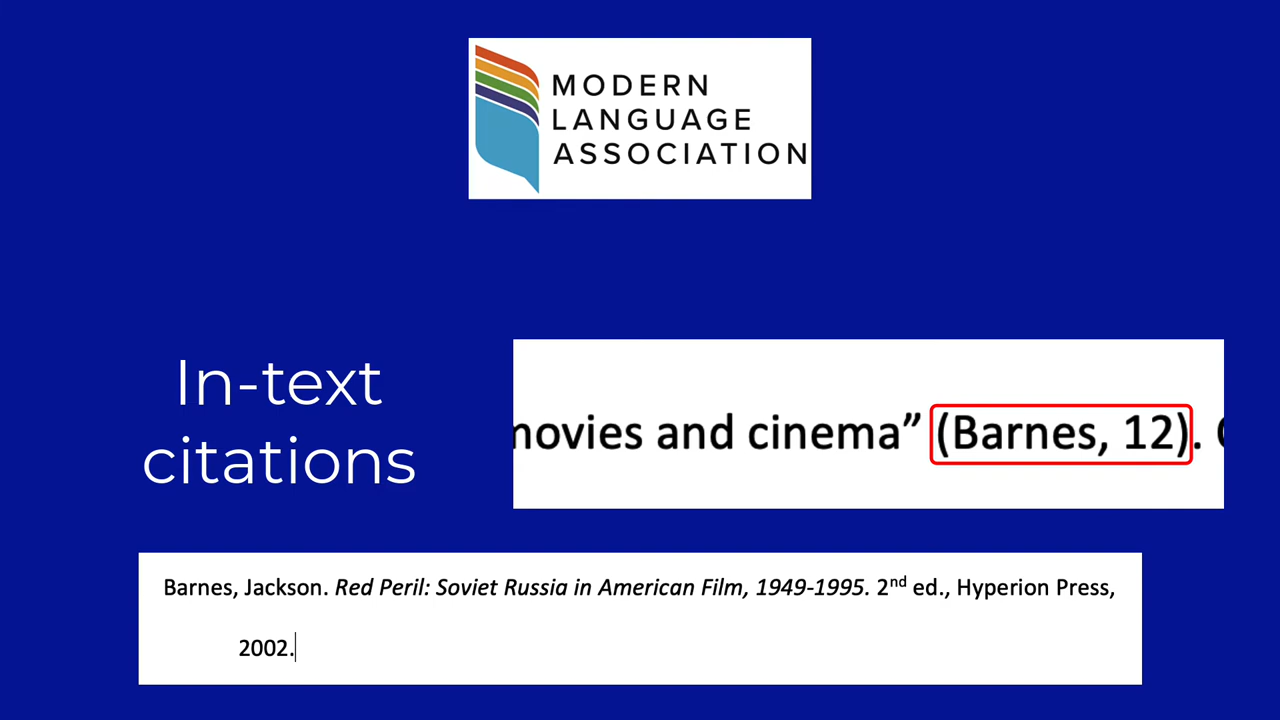 MODERN
LANGUAGE
ASSOCIATION
In-text
citations
movies and cinema” (Barnes, 12).
Barnes, Jackson. Red Peril: Soviet Russia in American Film, 1949-1995. 2nd ed., Hyperion Press,
2002.